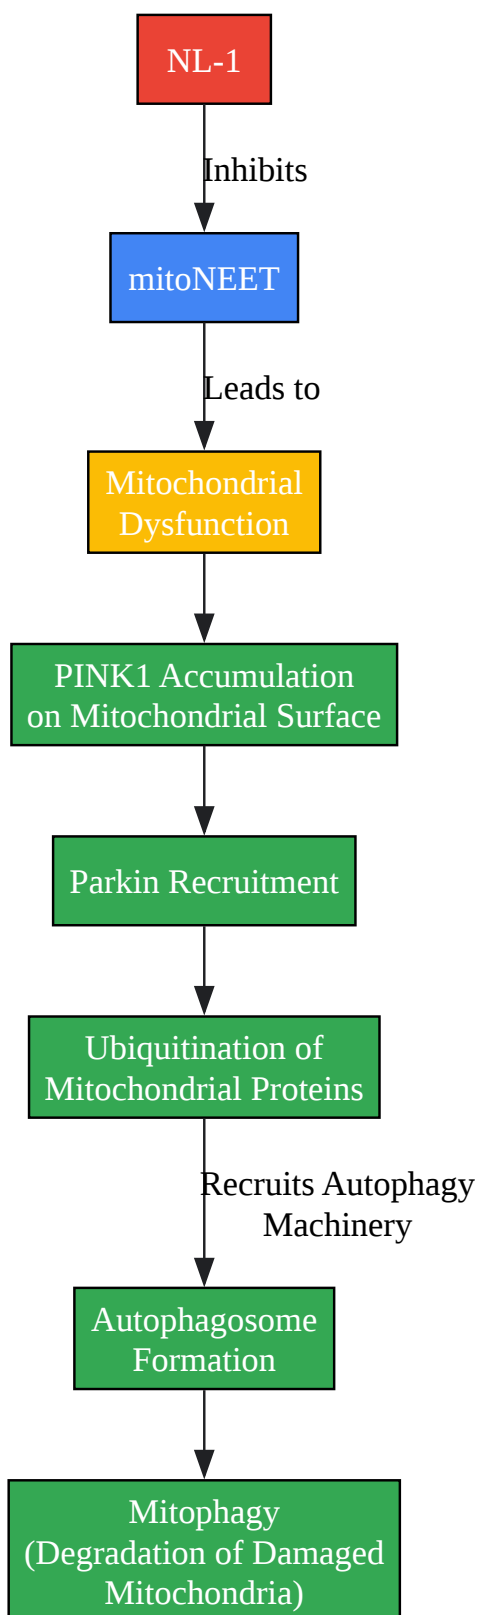 NL-1
Inhibits
mitoNEET
Leads to
Mitochondrial
Dysfunction
PINK1 Accumulation
on Mitochondrial Surface
Parkin Recruitment
Ubiquitination of
Mitochondrial Proteins
Recruits Autophagy
Machinery
Autophagosome
Formation
Mitophagy
(Degradation of Damaged
Mitochondria)